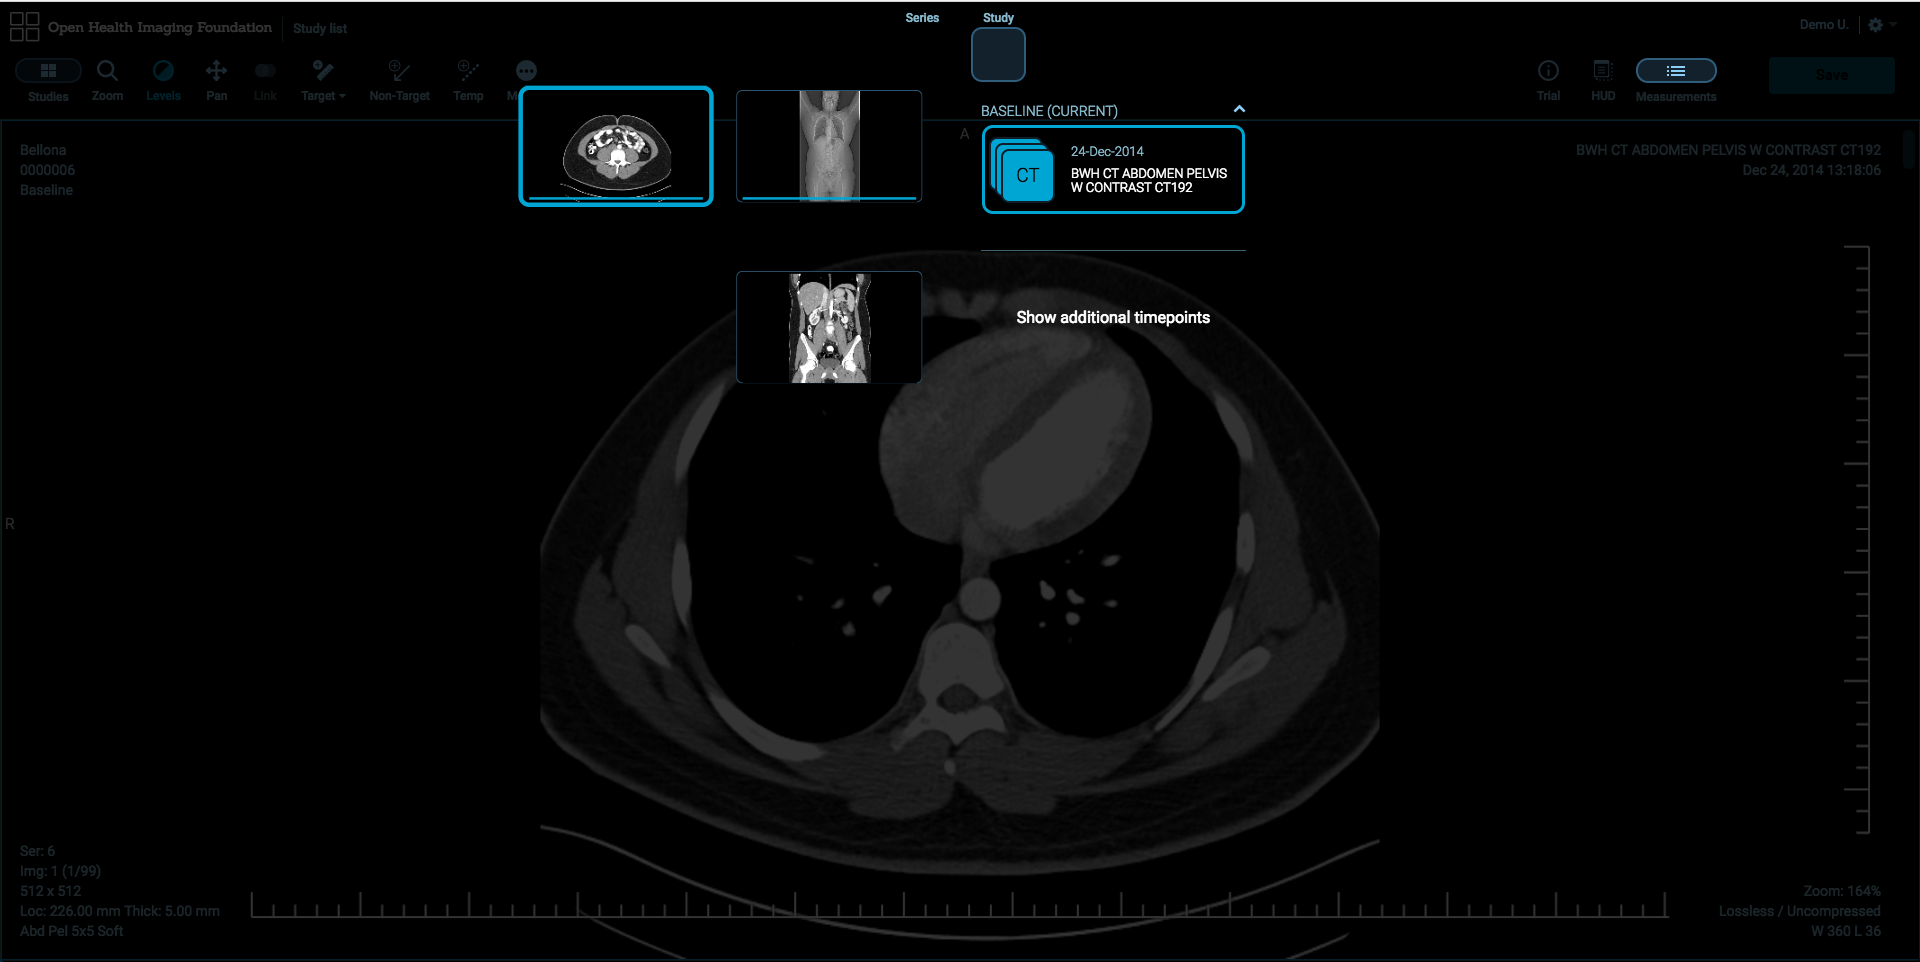 Open Health Imaging Foundation
Study list
Series
Study
Demo U.
Studies
Zoom
Levels
Pan
Link
Target
Non-Target
Temp
M
Trial
HUD
Measurements
Save
Bellona
0000006
Baseline
BASELINE (CURRENT)
A
CT
24-Dec-2014
BWH CT ABDOMEN PELVIS
W CONTRAST CT192
BWH CT ABDOMEN PELVIS W CONTRAST CT192
Dec 24, 2014 13:18:06
Show additional timepoints
R
Ser: 6
Img: 1 (1/99)
512 x 512
Loc: 226.00 mm Thick: 5.00 mm
Abd Pel 5x5 Soft
Zoom: 164%
Lossless / Uncompressed
W 360 L 36